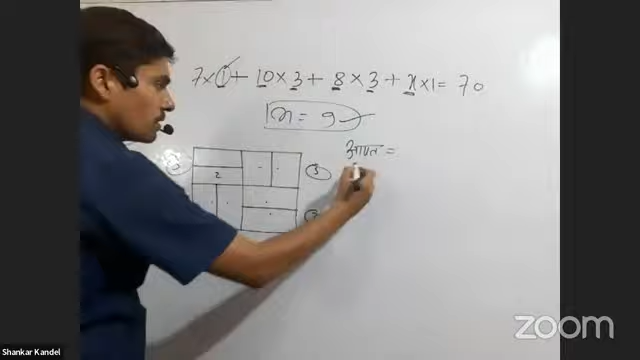 7 × 1 + 10 × 3 + 8 × 3 + x × 1 = 70
x = 9
आयत =
2
3
Shankar Kandel
zoom